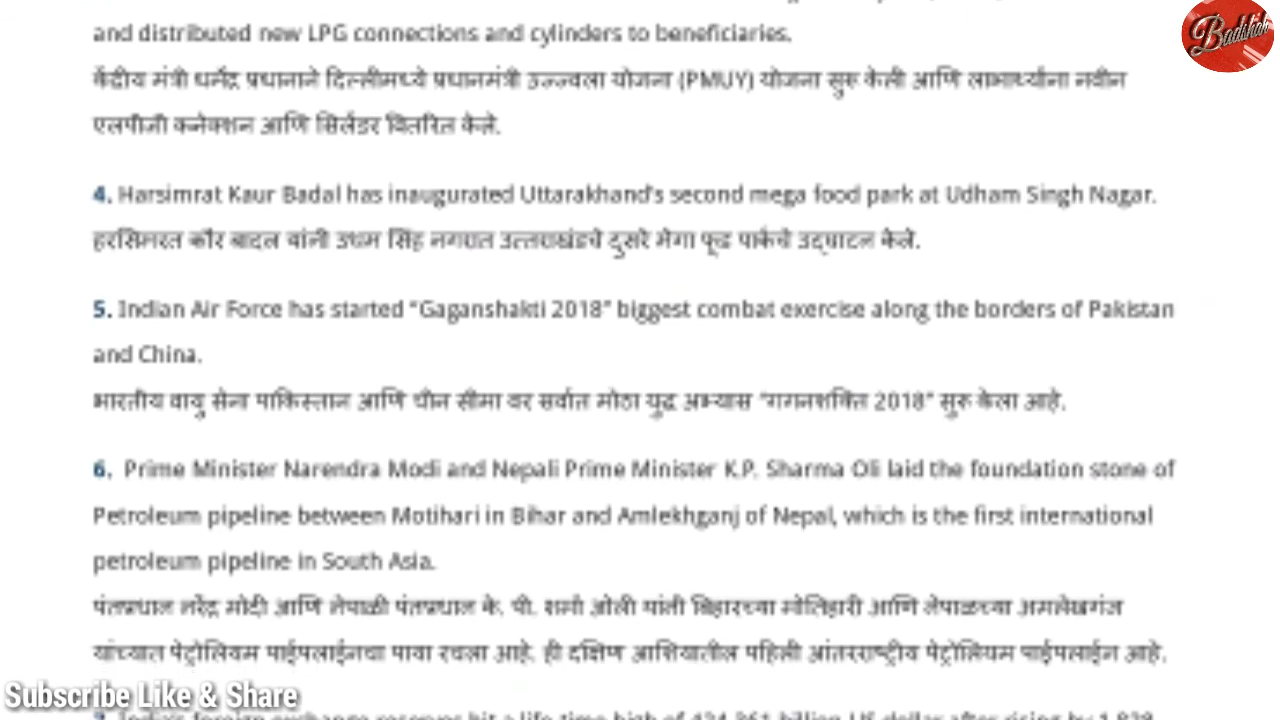 and distributed new LPG connections and cylinders to beneficiaries.
Badshah
केंद्रीय मंत्री धर्मेंद्र प्रधानाने दिल्लीमध्ये प्रधानमंत्री उज्ज्वला योजना (PMUY) योजना सुरू केली आणि लाभार्थ्यांना नवीन
एलपीजी कनेक्शन आणि सिलेंडर वितरित केले.
4. Harsimrat Kaur Badal has inaugurated Uttarakhand's second mega food park at Udham Singh Nagar.
हरसिमरत कौर बादल यांनी उधम सिंह नगरात उत्तराखंडचे दुसरे मेगा फूड पार्कचे उद्घाटन केले.
5. Indian Air Force has started “Gaganshakti 2018” biggest combat exercise along the borders of Pakistan
and China.
भारतीय वायु सेना पाकिस्तान आणि चीन सीमा वर सर्वात मोठा युद्ध अभ्यास “गगनशक्ति 2018” सुरू केला आहे.
6. Prime Minister Narendra Modi and Nepali Prime Minister K.P. Sharma Oli laid the foundation stone of
Petroleum pipeline between Motihari in Bihar and Amlekhganj of Nepal, which is the first international
petroleum pipeline in South Asia.
पंतप्रधान नरेंद्र मोदी आणि नेपाळी पंतप्रधान के. पी. शर्मा ओली यांनी बिहारच्या मोतिहारी आणि नेपाळच्या अमलेखगंज
यांच्यात पेट्रोलियम पाईपलाईनचा पाया रचला आहे. ही दक्षिण आशियातील पहिली आंतरराष्ट्रीय पेट्रोलियम पाईपलाईन आहे.
Subscribe Like & Share